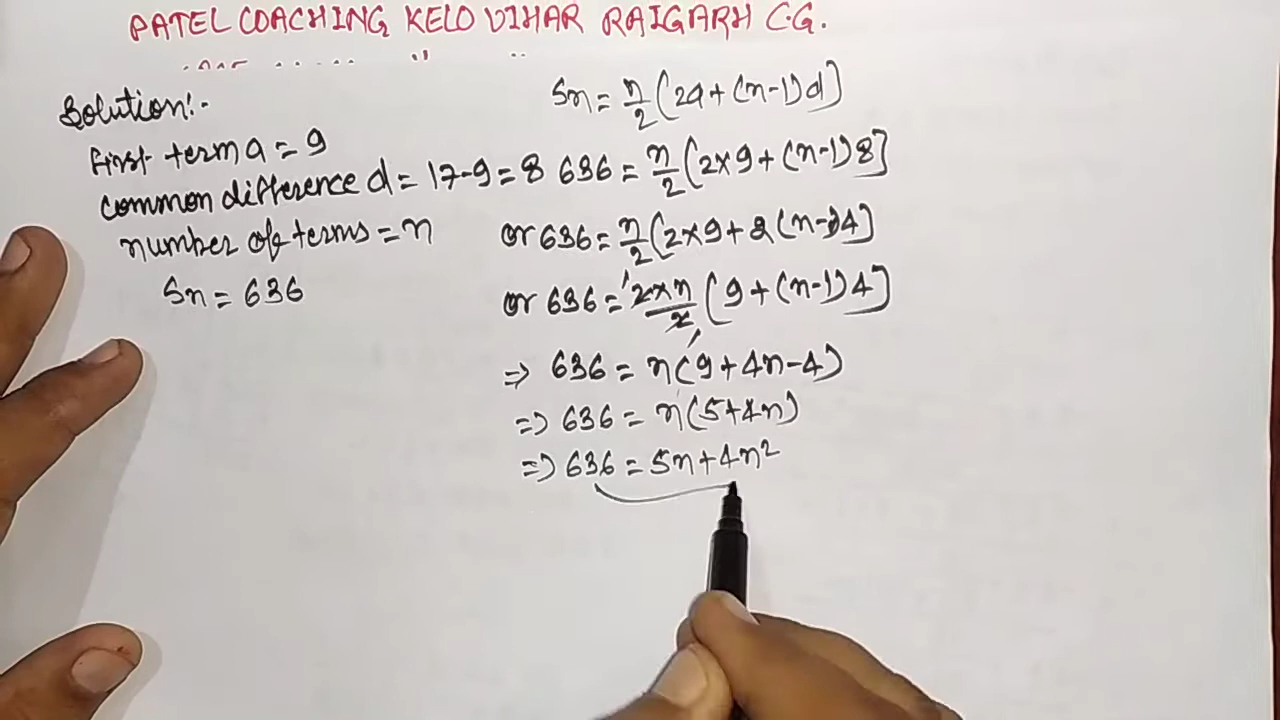 PATEL COACHING KELO VIHAR RAIGARH C.G.
Solution:-
First term a = 9
common difference d = 17-9 = 8
number of terms = n
Sn = 636
Sn = n/2 [2a + (n-1)d]
636 = n/2 [2×9 + (n-1)8]
or 636 = n/2 [2×9 + 2(n-1)4]
or 636 = 2×n/2 [9 + (n-1)4]
⇒ 636 = n(9+4n-4)
⇒ 636 = n(5+4n)
⇒ 636 = 5n+4n²